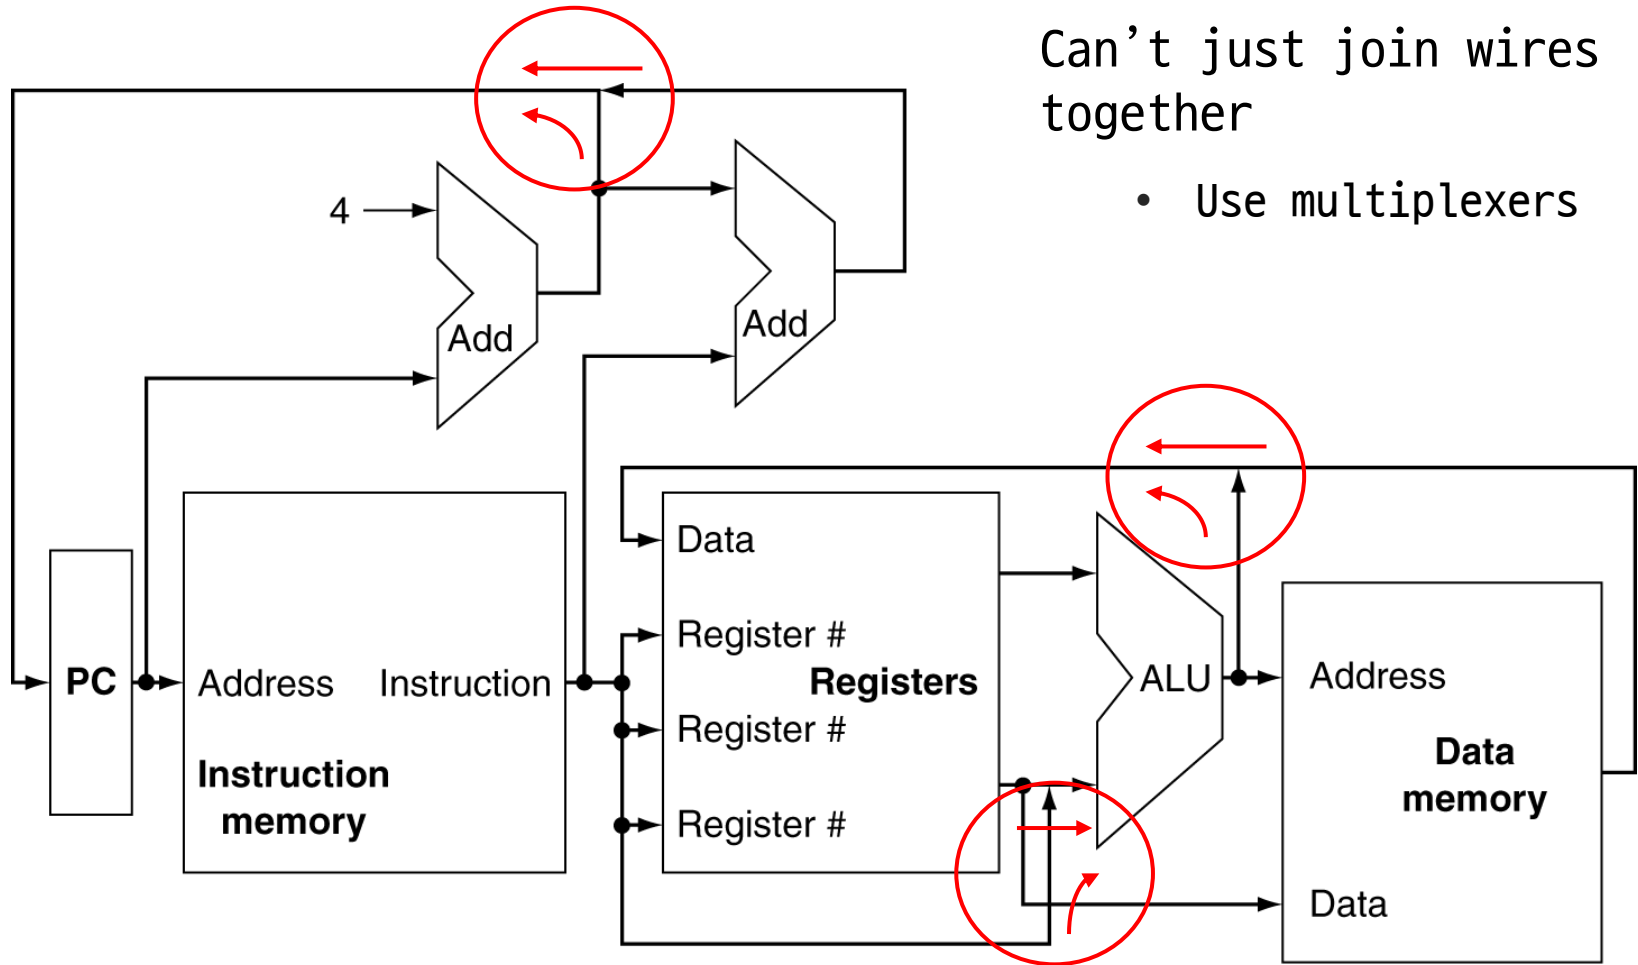 Can’t just join wires
together
• Use multiplexers
4
Add
Add
PC
Address
Instruction
Instruction
memory
Data
Register #
Registers
Register #
Register #
ALU
Address
Data
memory
Data